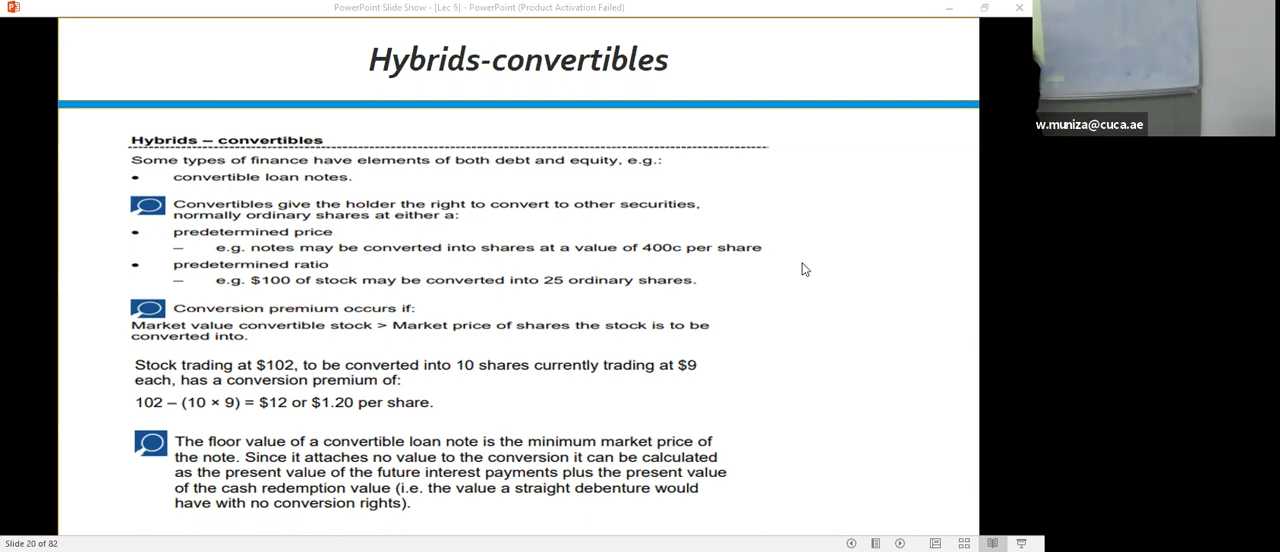 PowerPoint Slide Show - [Lec 6] - PowerPoint (Product Activation Failed)
Hybrids-convertibles
w.muniza@cuca.ae
Hybrids – convertibles
Some types of finance have elements of both debt and equity, e.g.:
• convertible loan notes.
Convertibles give the holder the right to convert to other securities,
normally ordinary shares at either a:
• predetermined price
– e.g. notes may be converted into shares at a value of 400c per share
• predetermined ratio
– e.g. $100 of stock may be converted into 25 ordinary shares.
Conversion premium occurs if:
Market value convertible stock > Market price of shares the stock is to be
converted into.
Stock trading at $102, to be converted into 10 shares currently trading at $9
each, has a conversion premium of:
102 – (10 × 9) = $12 or $1.20 per share.
The floor value of a convertible loan note is the minimum market price of
the note. Since it attaches no value to the conversion it can be calculated
as the present value of the future interest payments plus the present value
of the cash redemption value (i.e. the value a straight debenture would
have with no conversion rights).
Slide 20 of 82